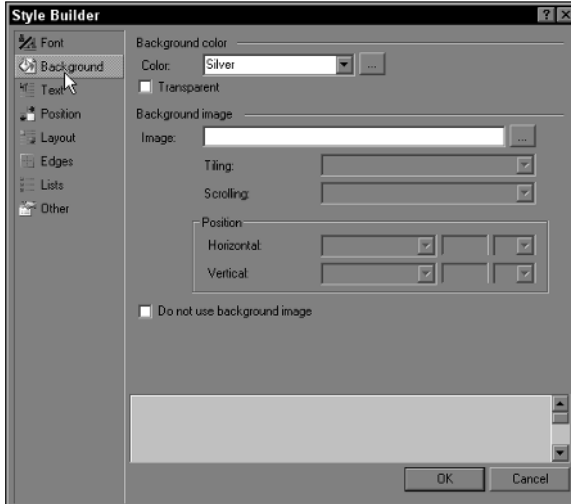 Style Builder
Font
Background
Text
Position
Layout
Edges
Lists
Other
Background color
Color: Silver ...
Transparent
Background image
Image: ...
Tiling:
Scrolling:
Position
Horizontal:
Vertical:
Do not use background image
OK Cancel